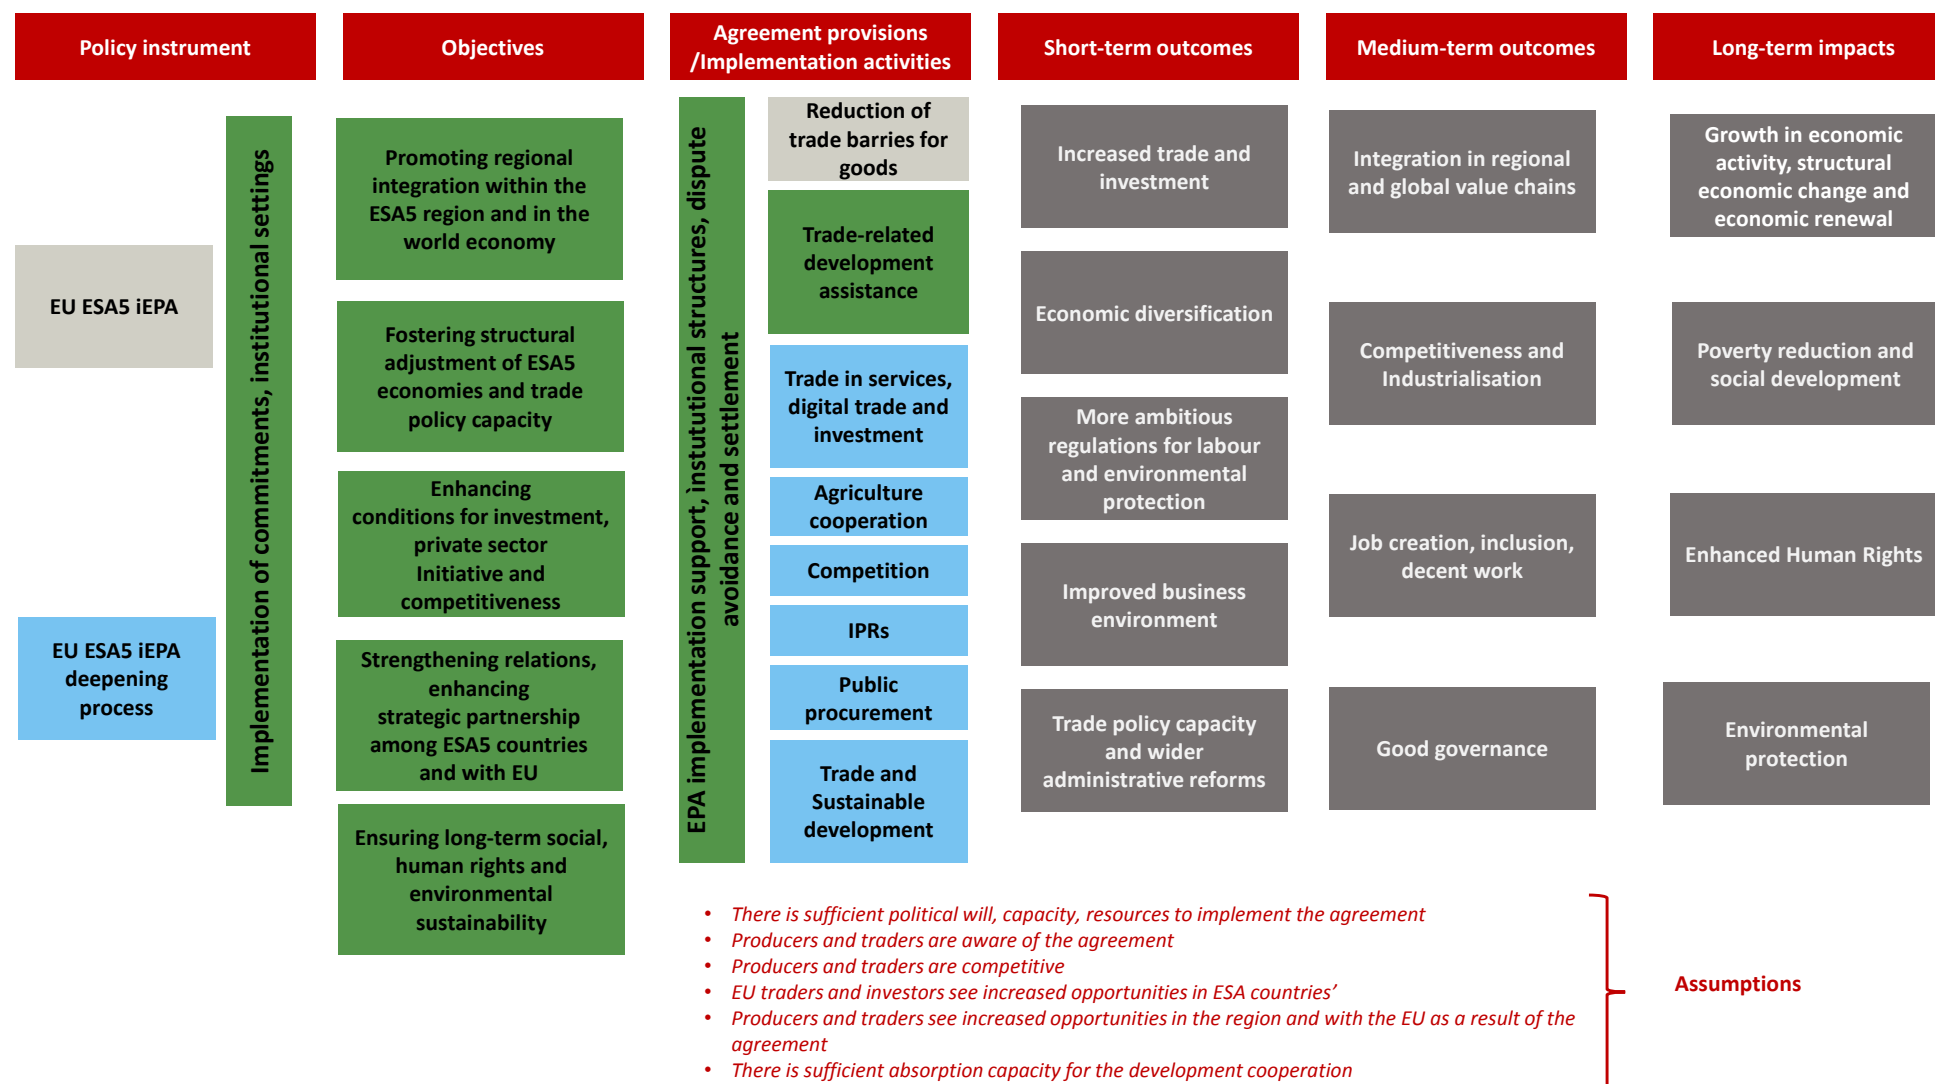 Policy instrument
Objectives
Agreement provisions
/Implementation activities
Short-term outcomes
Medium-term outcomes
Long-term impacts
EU ESA5 iEPA
EU ESA5 iEPA
deepening
process
Implementation of commitments, institutional settings
Promoting regional
integration within the
ESA5 region and in the
world economy
Fostering structural
adjustment of ESA5
economies and trade
policy capacity
Enhancing
conditions for investment,
private sector
Initiative and
competitiveness
Strengthening relations,
enhancing
strategic partnership
among ESA5 countries
and with EU
Ensuring long-term social,
human rights and
environmental
sustainability
EPA implementation support, instututional structures, dispute
avoidance and settlement
Reduction of
trade barries for
goods
Trade-related
development
assistance
Trade in services,
digital trade and
investment
Agriculture
cooperation
Competition
IPRs
Public
procurement
Trade and
Sustainable
development
Increased trade and
investment
Economic diversification
More ambitious
regulations for labour
and environmental
protection
Improved business
environment
Trade policy capacity
and wider
administrative reforms
Integration in regional
and global value chains
Competitiveness and
Industrialisation
Job creation, inclusion,
decent work
Good governance
Growth in economic
activity, structural
economic change and
economic renewal
Poverty reduction and
social development
Enhanced Human Rights
Environmental
protection
• There is sufficient political will, capacity, resources to implement the agreement
• Producers and traders are aware of the agreement
• Producers and traders are competitive
• EU traders and investors see increased opportunities in ESA countries’
• Producers and traders see increased opportunities in the region and with the EU as a result of the
agreement
• There is sufficient absorption capacity for the development cooperation
Assumptions